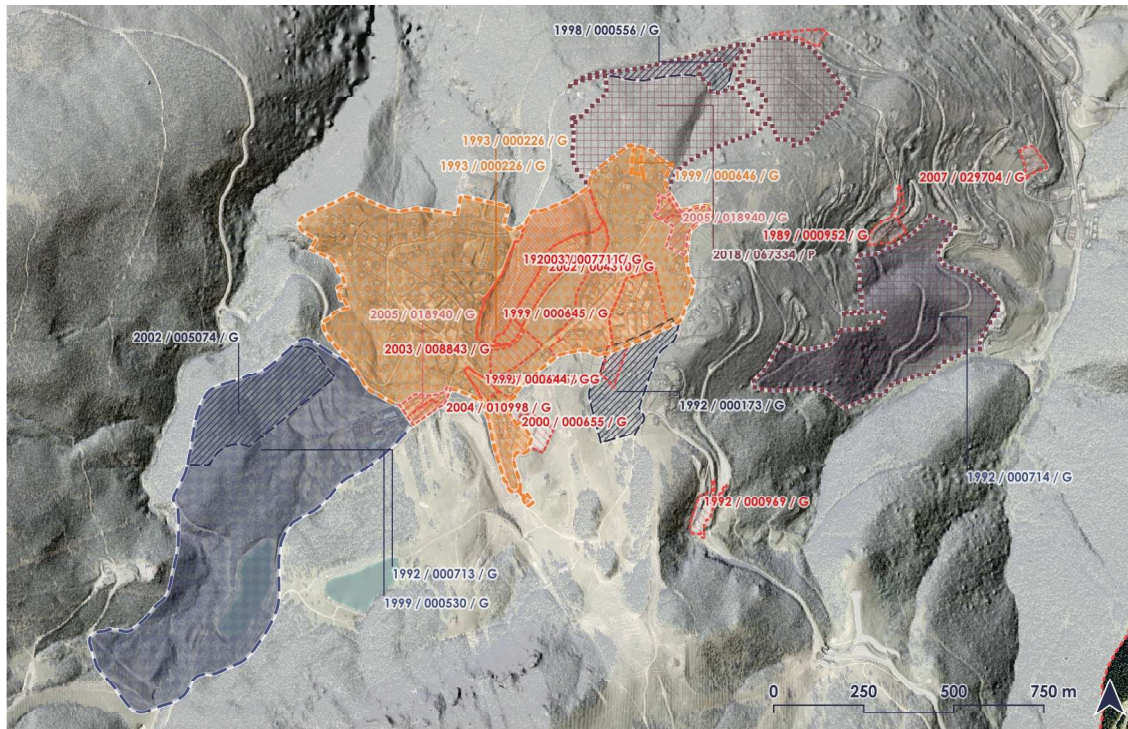 1998 / 000556 / G
1993 / 000226 / G
1993 / 000226 / G
1999 / 000646 / G
2007 / 029704 / G
2005 / 018940 / G
1989 / 000952 / G
2018 / 067334 / P
2002 / 004310 / G
2005 / 018940 / G
1999 / 000645 / G
2002 / 005074 / G
2003 / 008843 / G
2004 / 010998 / G
1992 / 000173 / G
2000 / 000655 / G
1992 / 000714 / G
1992 / 000969 / G
1992 / 000713 / G
1999 / 000530 / G
0 250 500 750 m